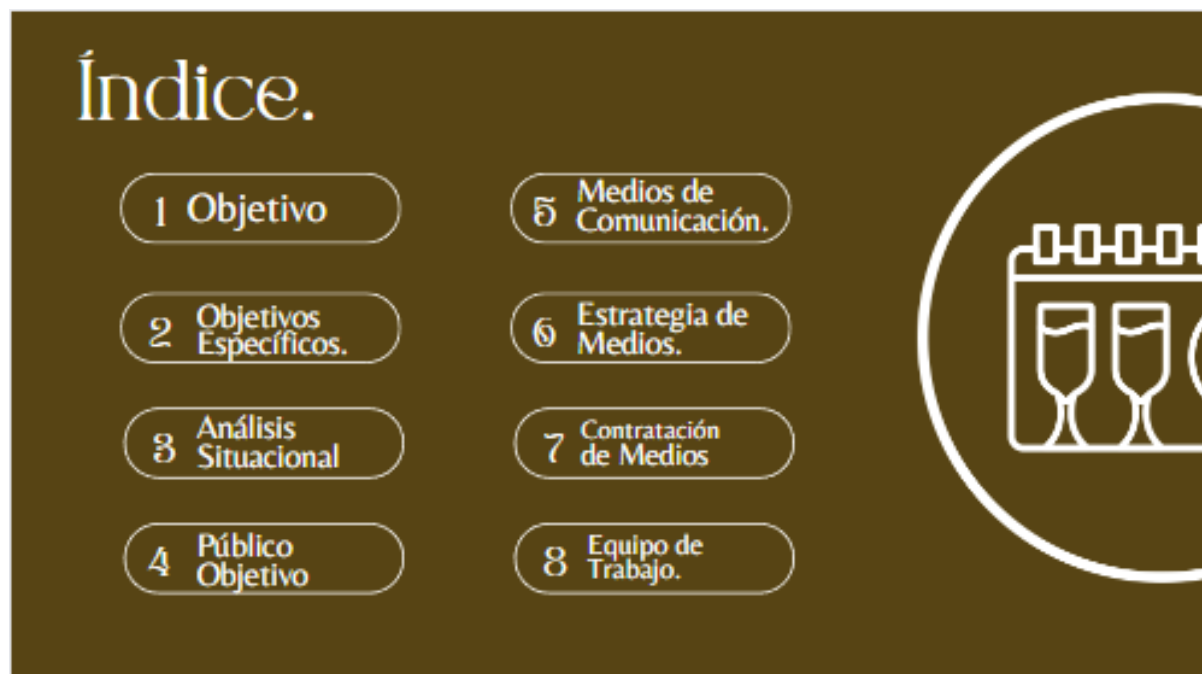 Índice.
1 Objetivo
2 Objetivos
Específicos.
3 Análisis
Situacional
4 Público
Objetivo
5 Medios de
Comunicación.
6 Estrategia de
Medios.
7 Contratación
de Medios
8 Equipo de
Trabajo.